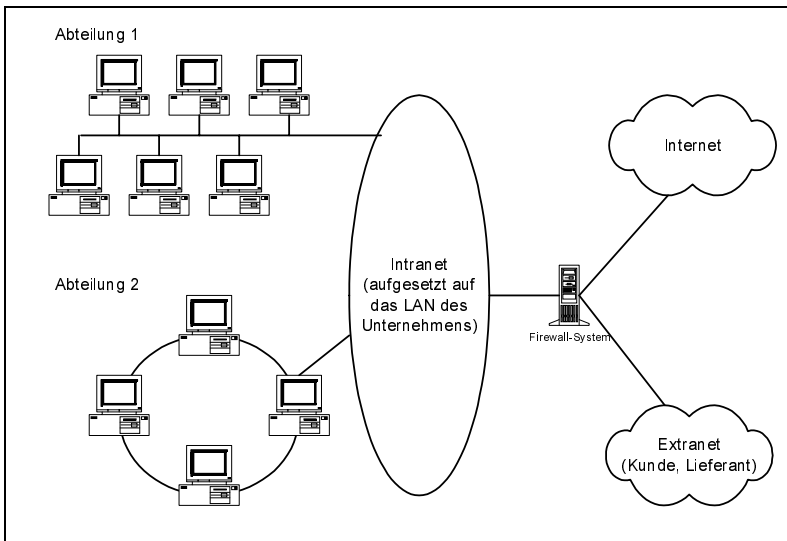 Abteilung 1
Internet
Intranet
(aufgesetzt auf
das LAN des
Unternehmens)
Abteilung 2
Firewall-System
Extranet
(Kunde, Lieferant)